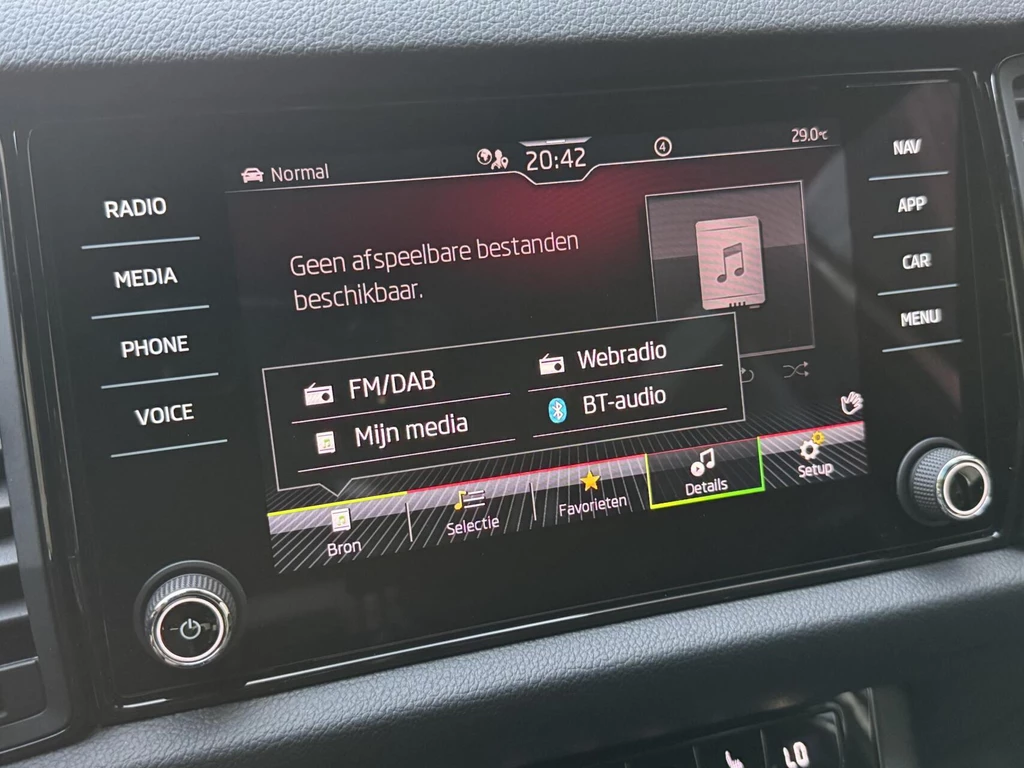 Normal
20:42
4
29.0°C
RADIO
MEDIA
PHONE
VOICE
Geen afspeelbare bestanden
beschikbaar.
FM/DAB
Webradio
Mijn media
BT-audio
Bron
Selectie
Favorieten
Details
Setup
NAV
APP
CAR
MENU
LO